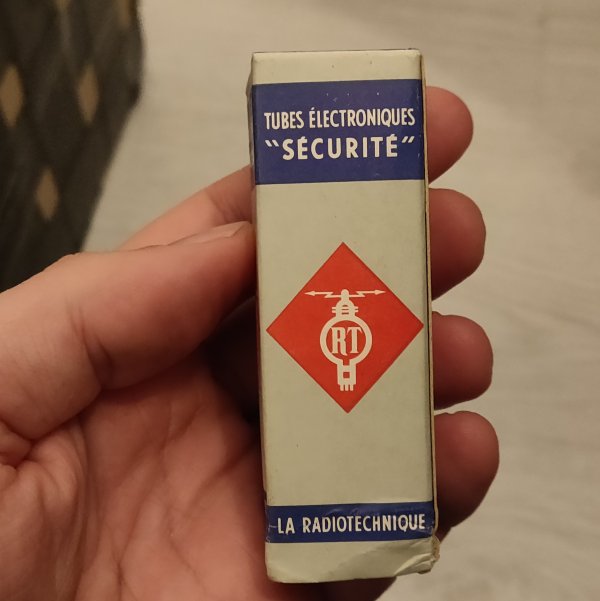 TUBES ÉLECTRONIQUES
"SÉCURITÉ"
RT
LA RADIOTECHNIQUE